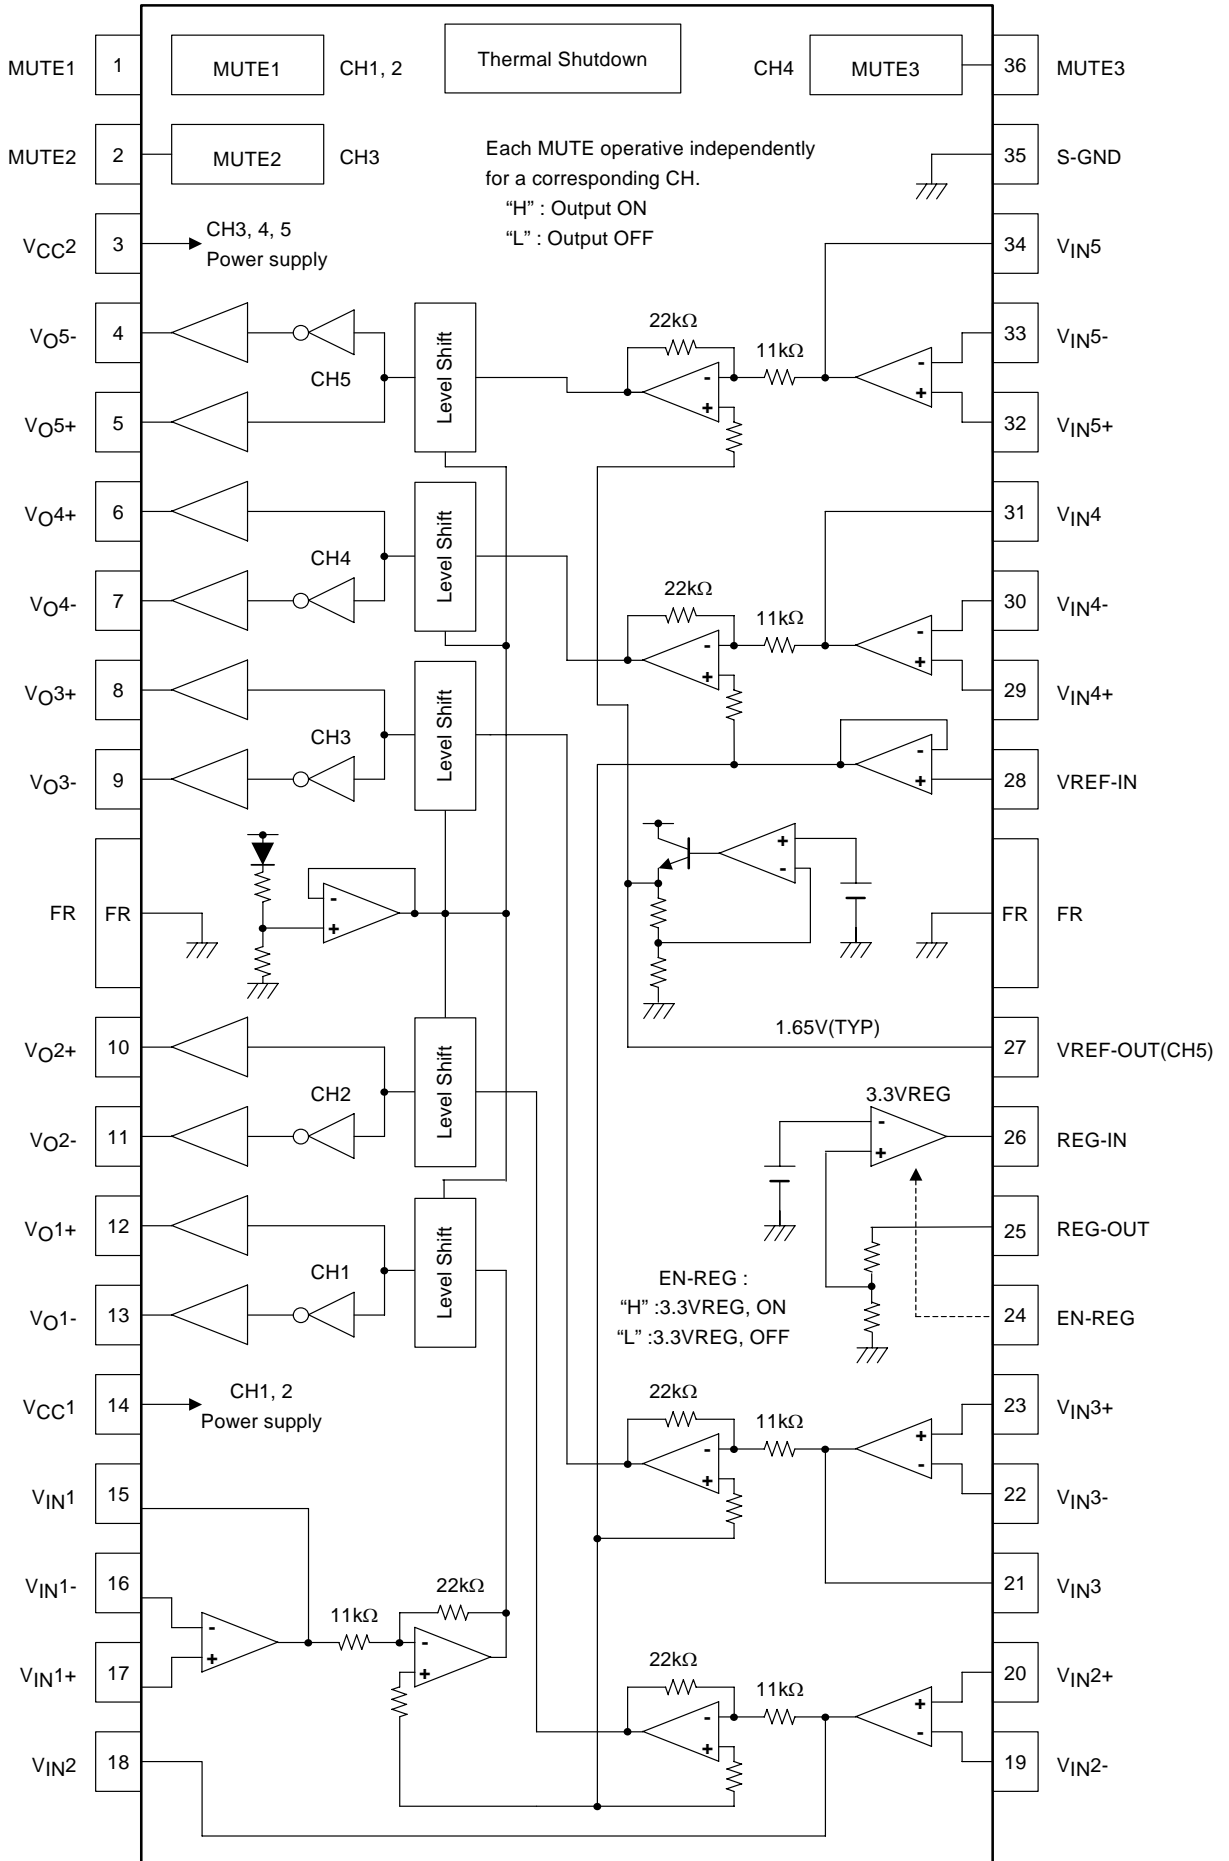 MUTE1 1 MUTE1 CH1, 2 Thermal Shutdown CH4 MUTE3 36 MUTE3
MUTE2 2 MUTE2 CH3
Each MUTE operative independently
for a corresponding CH.
“H” : Output ON
“L” : Output OFF
35 S-GND
VCC2 3 CH3, 4, 5
Power supply
34 VIN5
VO5- 4 CH5 Level Shift 22kΩ 11kΩ - + 33 VIN5-
VO5+ 5 - + 32 VIN5+
VO4+ 6 CH4 Level Shift 31 VIN4
VO4- 7 22kΩ 11kΩ - + 30 VIN4-
VO3+ 8 CH3 Level Shift - + 29 VIN4+
VO3- 9 - + 28 VREF-IN
FR FR - + + - FR FR
VO2+ 10 CH2 Level Shift 1.65V(TYP) 27 VREF-OUT(CH5)
VO2- 11 3.3VREG - + 26 REG-IN
VO1+ 12 CH1 Level Shift 25 REG-OUT
VO1- 13
EN-REG :
“H” :3.3VREG, ON
“L” :3.3VREG, OFF
24 EN-REG
VCC1 14 CH1, 2
Power supply
22kΩ 11kΩ + - 23 VIN3+
VIN1 15 - + 22 VIN3-
VIN1- 16 - + 11kΩ 22kΩ - + 21 VIN3
VIN1+ 17 22kΩ 11kΩ + - 20 VIN2+
VIN2 18 - + 19 VIN2-